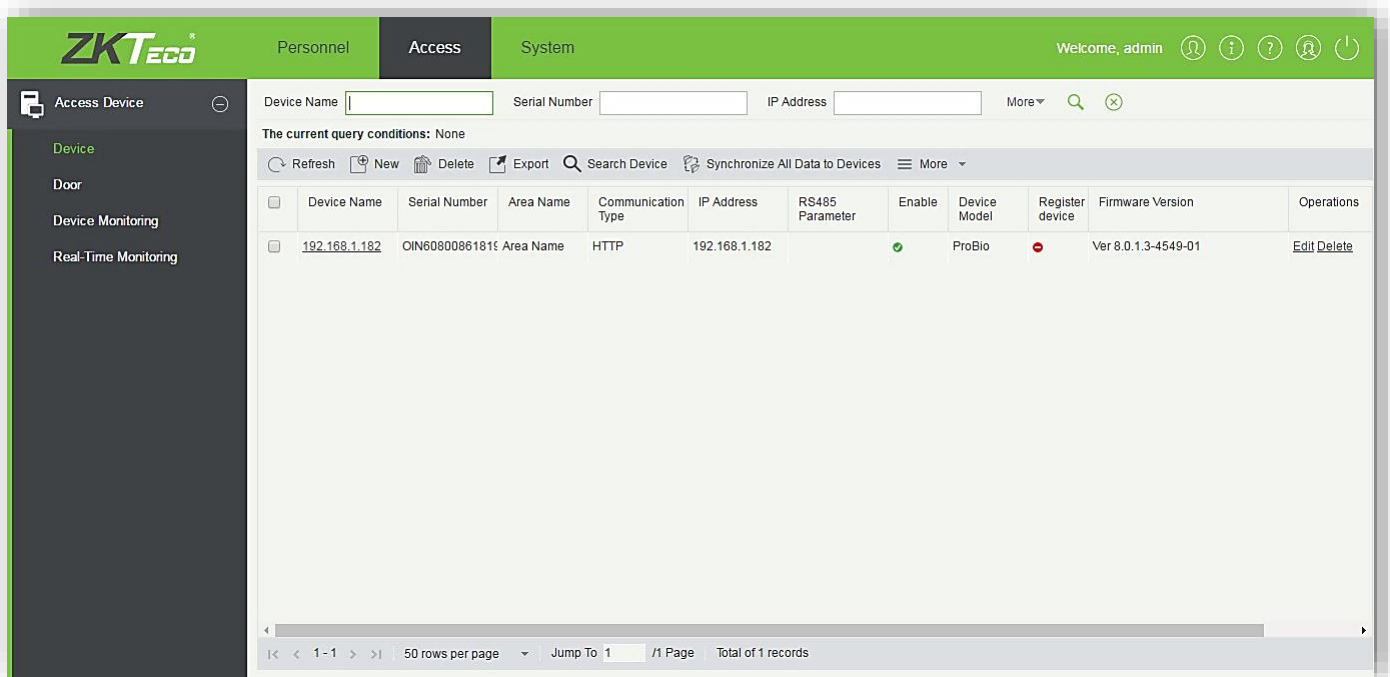 ZKTeco ® Personnel Access System Welcome, admin
Access Device
Device
Door
Device Monitoring
Real-Time Monitoring
Device Name Serial Number IP Address More
The current query conditions: None
Refresh New Delete Export Search Device Synchronize All Data to Devices More
Device Name Serial Number Area Name Communication Type IP Address RS485 Parameter Enable Device Model Register device Firmware Version Operations
192.168.1.182 OIN60800861819 Area Name HTTP 192.168.1.182 ProBio Ver 8.0.1.3-4549-01 Edit Delete
1-1 50 rows per page Jump To 1 /1 Page Total of 1 records